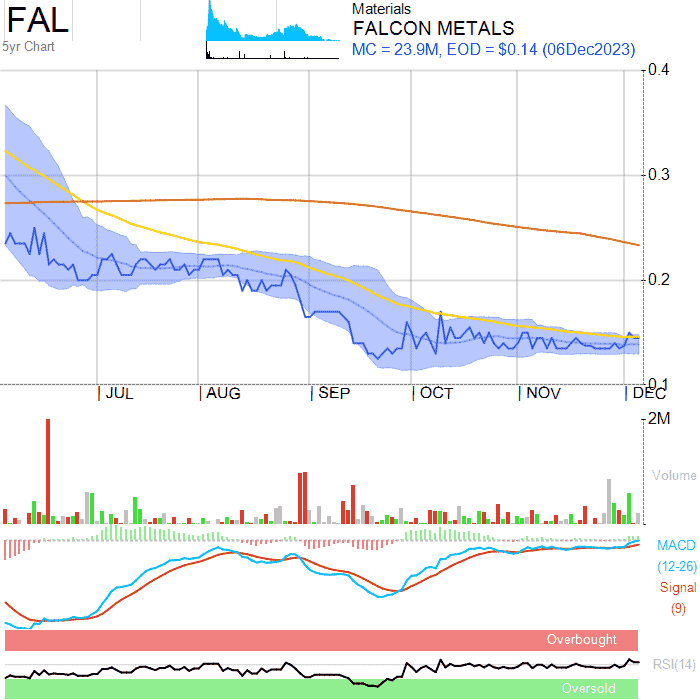 FAL
5yr Chart
Materials
FALCON METALS
MC = 23.9M, EOD = $0.14 (06Dec2023)
0.4
0.3
0.2
0.1
JUL
AUG
SEP
OCT
NOV
DEC
2M
Volume
MACD
(12-26)
Signal
(9)
Overbought
RSI(14)
Oversold